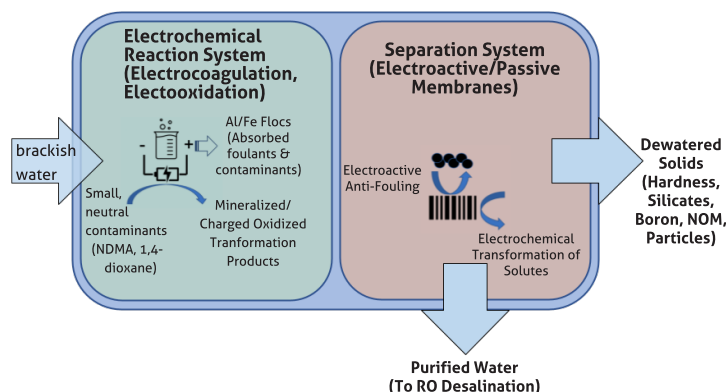 Electrochemical
Reaction System
(Electrocoagulation,
Electooxidation)
Separation System
(Electroactive/Passive
Membranes)
brackish
water
-
+
Al/Fe Flocs
(Absorbed
foulants &
contaminants)
Small,
neutral
contaminants
(NDMA, 1,4-
dioxane)
Mineralized/
Charged Oxidized
Tranformation
Products
Electroactive
Anti-Fouling
Electrochemical
Transformation of
Solutes
Dewatered
Solids
(Hardness,
Silicates,
Boron, NOM,
Particles)
Purified Water
(To RO Desalination)